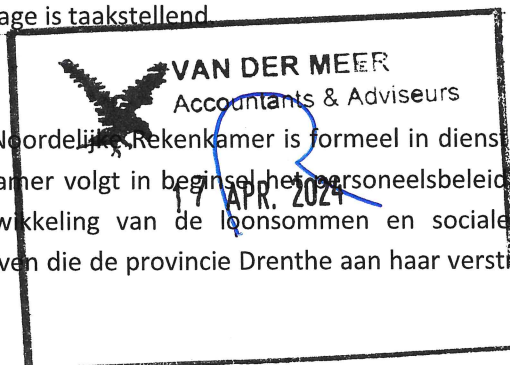 age is taakstellend.
VAN DER MEER
Accountants & Adviseurs
Noordelijke Rekenkamer is formeel in dienst
amer volgt in beginsel het personeelsbeleid
17 APR. 2024
wikkeling van de loonsommen en sociale
ven die de provincie Drenthe aan haar verst